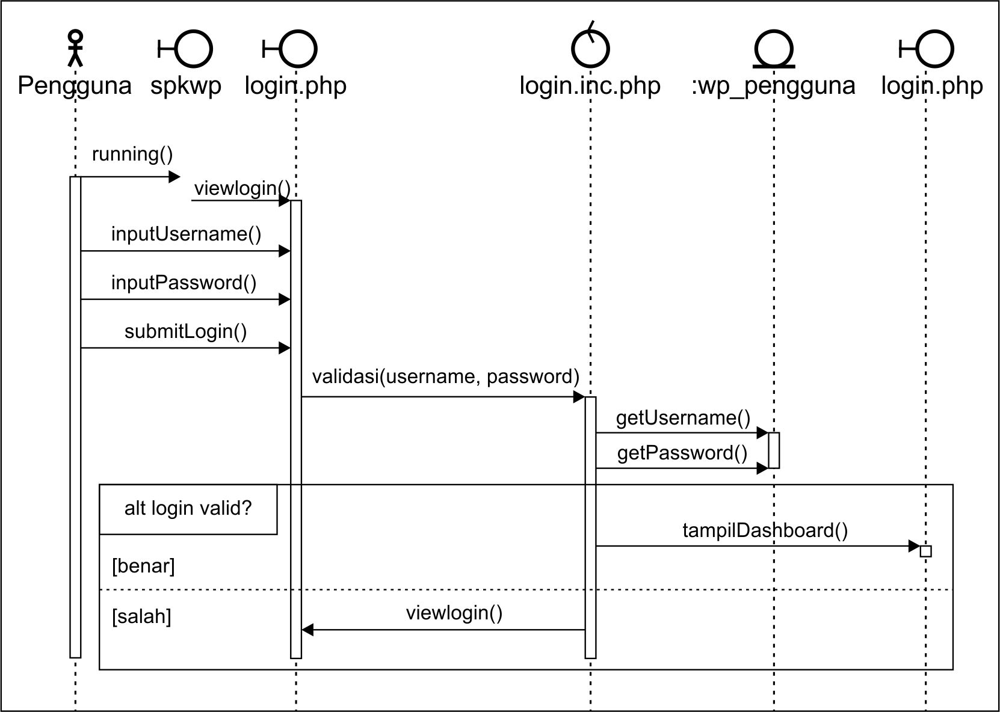 Pengguna
spkwp
login.php
login.inc.php
:wp_pengguna
login.php
running()
viewlogin()
inputUsername()
inputPassword()
submitLogin()
validasi(username, password)
getUsername()
getPassword()
alt login valid?
tampilDashboard()
[benar]
viewlogin()
[salah]